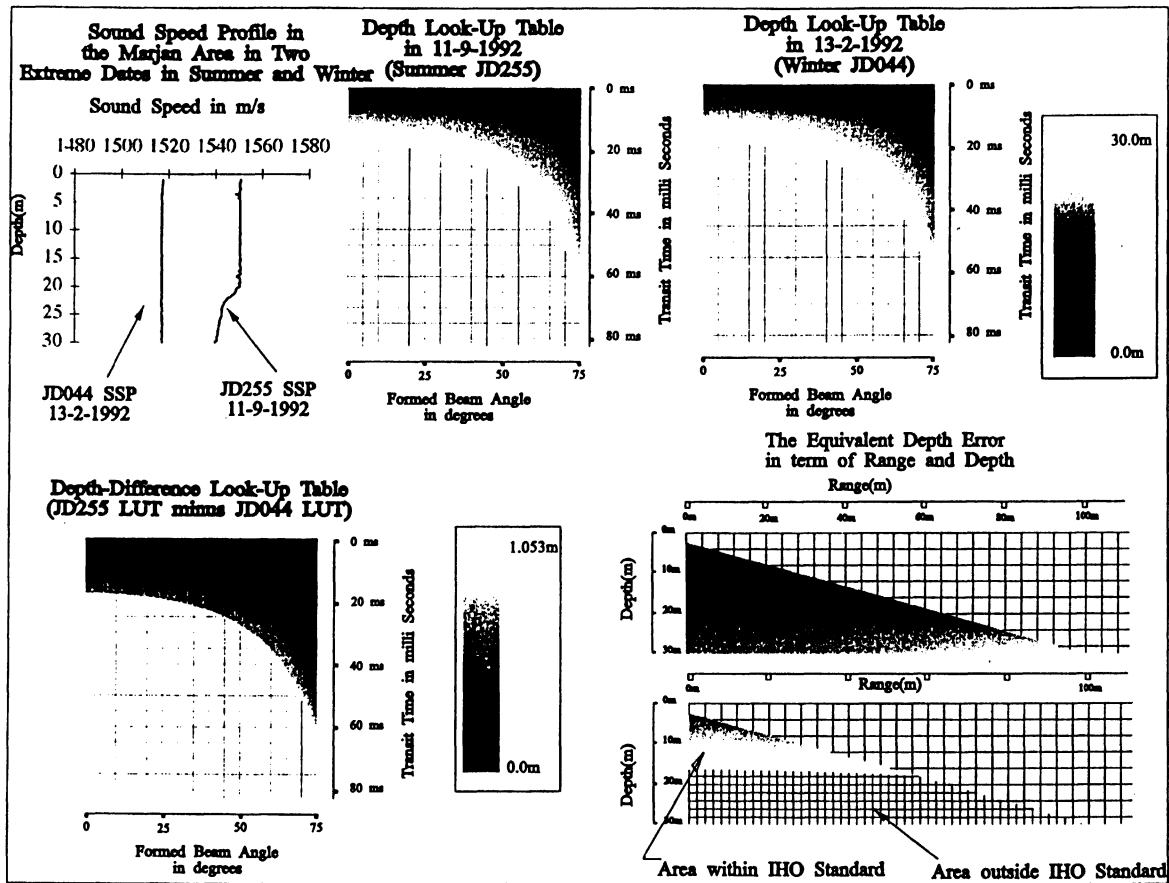 Sound Speed Profile in
the Marjan Area in Two
Extreme Dates in Summer and Winter
Sound Speed in m/s
1480 1500 1520 1540 1560 1580
Depth(m)
0
5
10
15
20
25
30
JD044 SSP
13-2-1992
JD255 SSP
11-9-1992
Depth Look-Up Table
in 11-9-1992
(Summer JD255)
0 ms
20 ms
40 ms
60 ms
80 ms
Transit Time in milli Seconds
0 25 50 75
Formed Beam Angle
in degrees
Depth Look-Up Table
in 13-2-1992
(Winter JD044)
0 ms
20 ms
40 ms
60 ms
80 ms
Transit Time in milli Seconds
0 25 50 75
Formed Beam Angle
in degrees
30.0m
0.0m
Depth-Difference Look-Up Table
(JD255 LUT minus JD044 LUT)
0 ms
20 ms
40 ms
60 ms
80 ms
Transit Time in milli Seconds
0 25 50 75
Formed Beam Angle
in degrees
1.053m
0.0m
The Equivalent Depth Error
in term of Range and Depth
Range(m)
0m 20m 40m 60m 80m 100m
Depth(m)
0m
10m
20m
30m
0m 100m
Range(m)
Depth(m)
0m
10m
20m
30m
Area within IHO Standard
Area outside IHO Standard